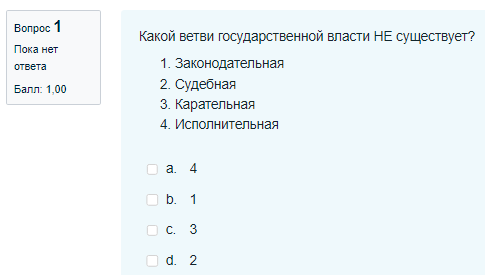 Вопрос 1
Пока нет
ответа
Балл: 1,00
Какой ветви государственной власти НЕ существует?
1. Законодательная
2. Судебная
3. Карательная
4. Исполнительная
a. 4
b. 1
c. 3
d. 2